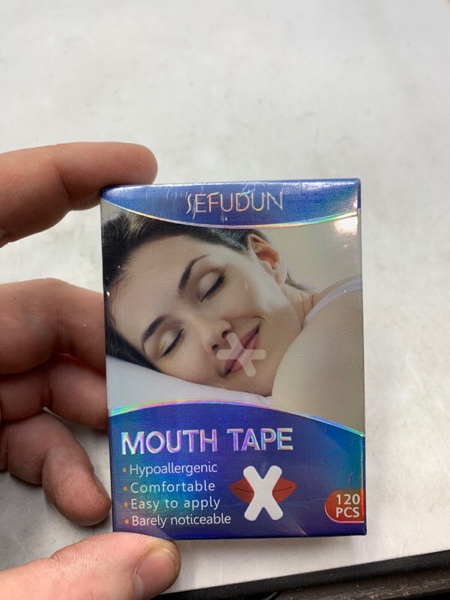 SEFUDUN
MOUTH TAPE
• Hypoallergenic
• Comfortable
• Easy to apply
• Barely noticeable
120
PCS